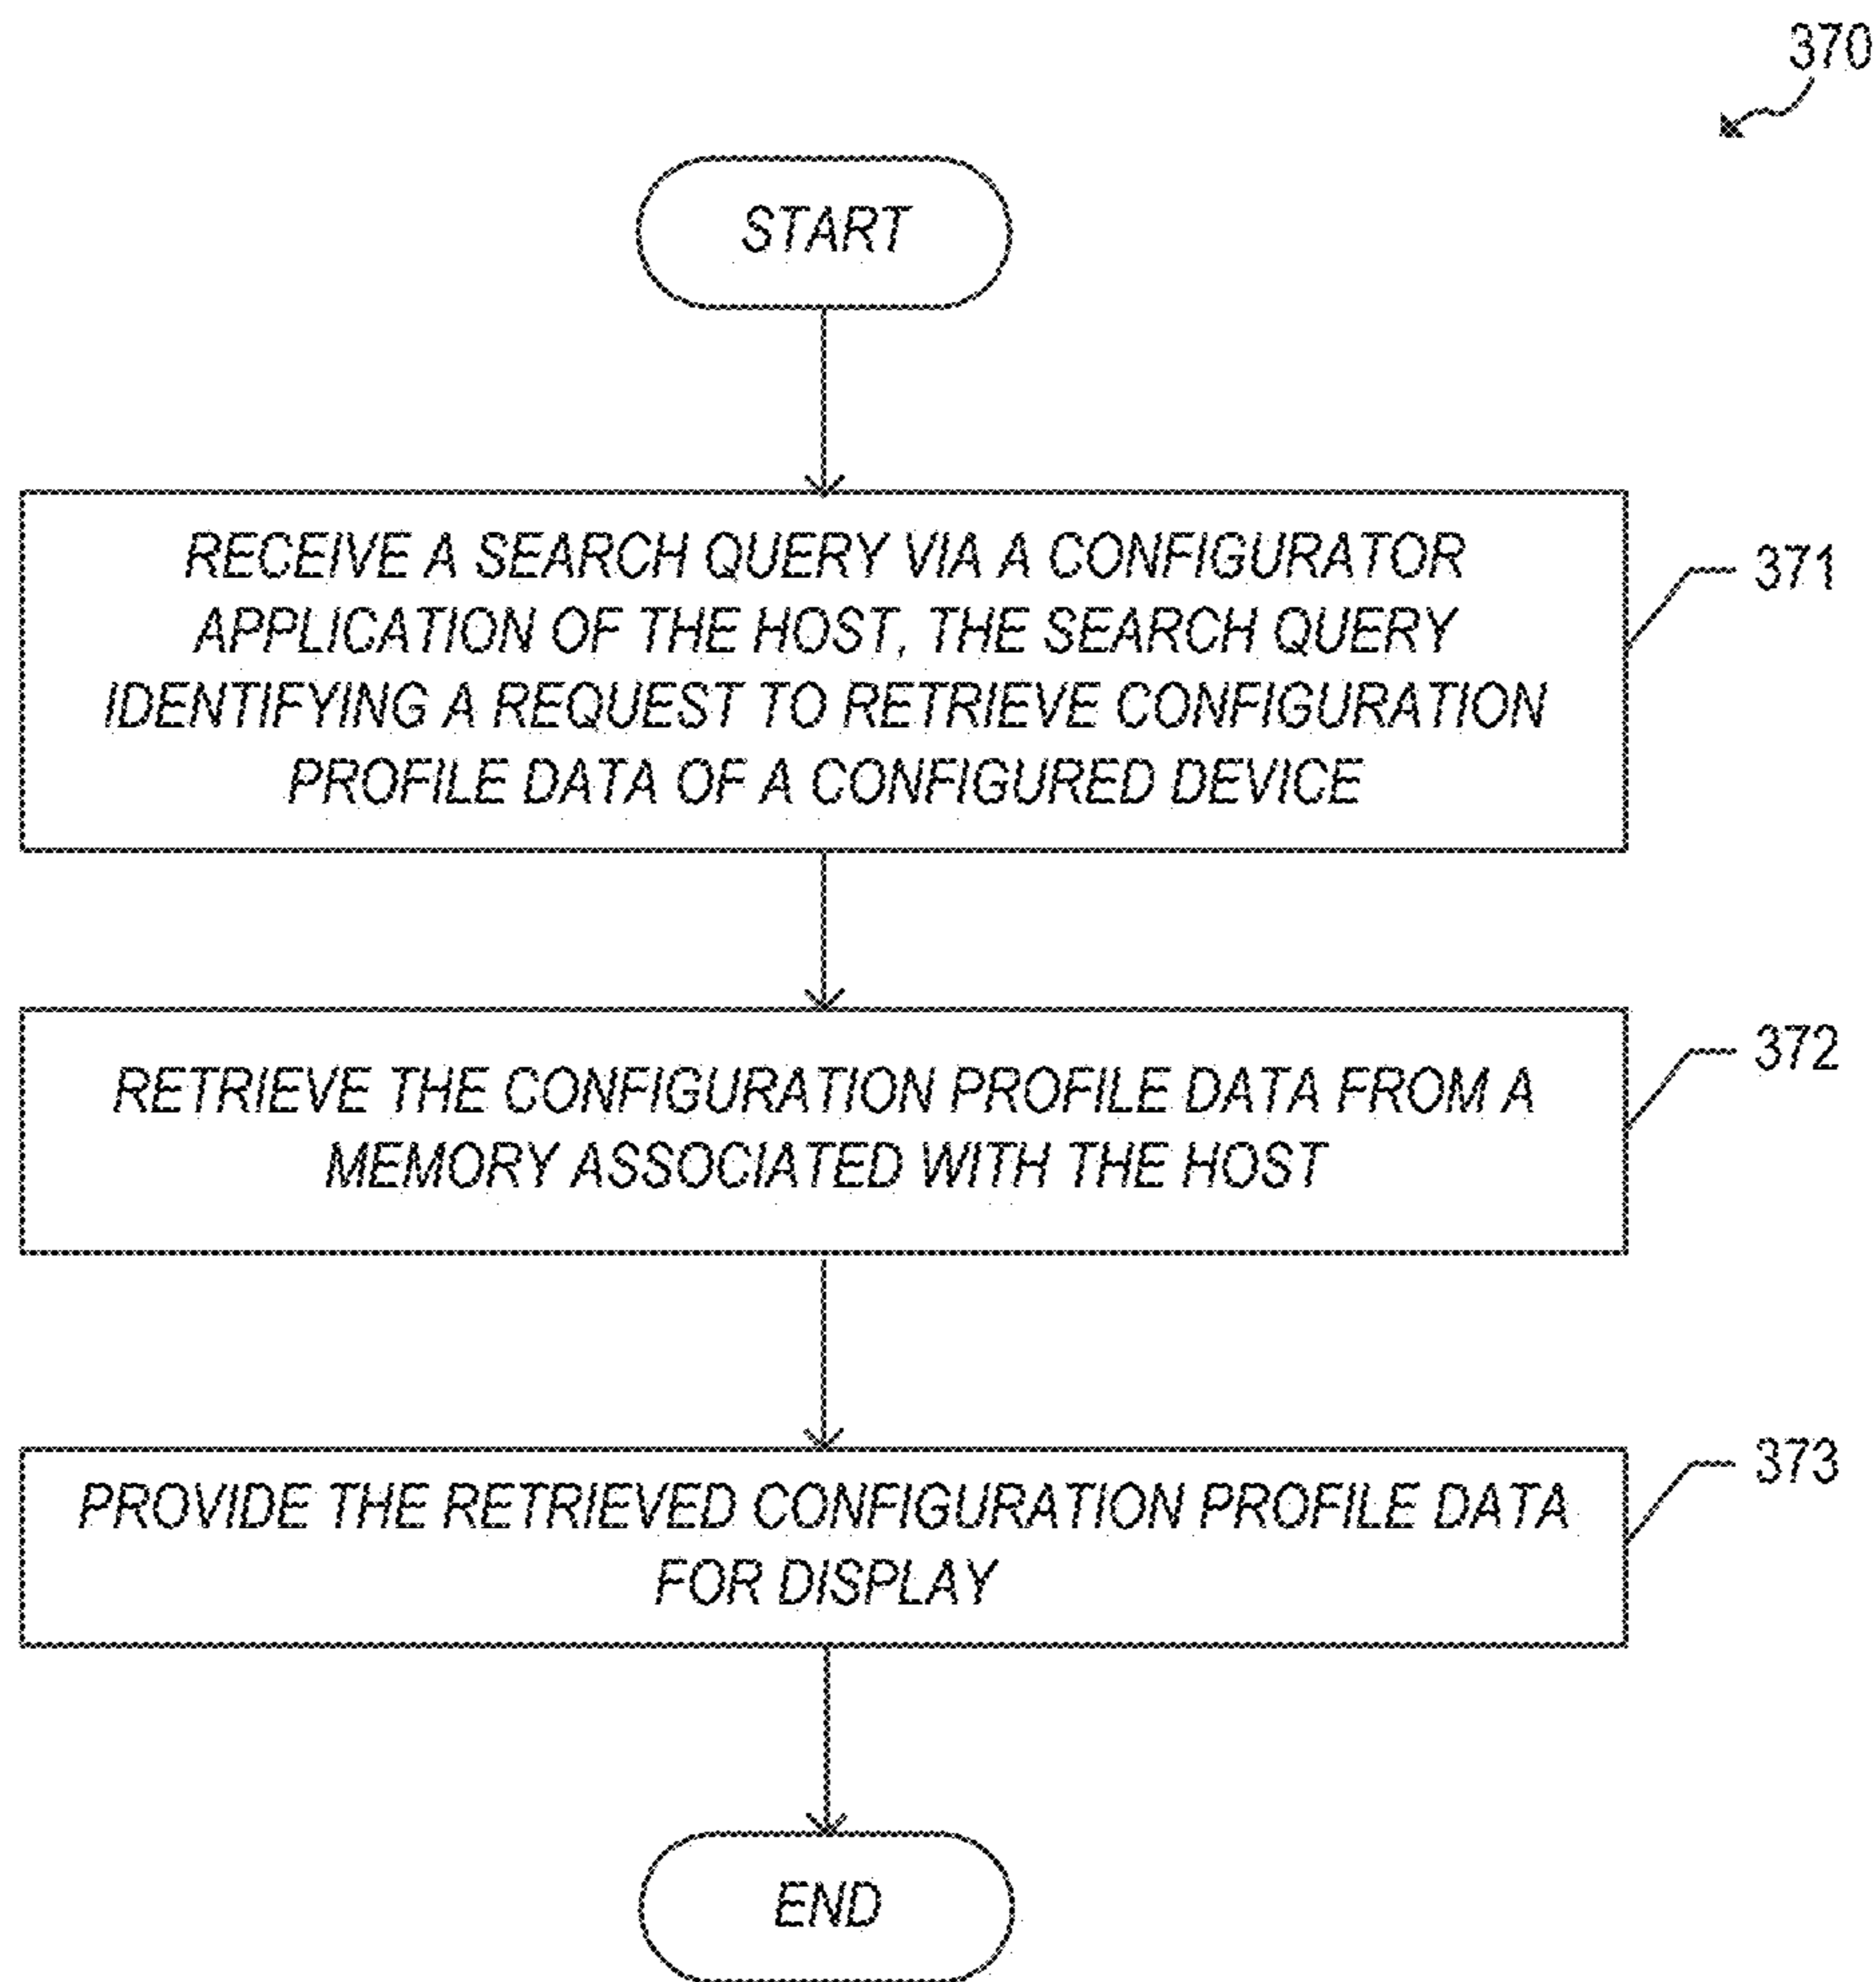 370
START
RECEIVE A SEARCH QUERY VIA A CONFIGURATOR
APPLICATION OF THE HOST, THE SEARCH QUERY
IDENTIFYING A REQUEST TO RETRIEVE CONFIGURATION
PROFILE DATA OF A CONFIGURED DEVICE
371
RETRIEVE THE CONFIGURATION PROFILE DATA FROM A
MEMORY ASSOCIATED WITH THE HOST
372
PROVIDE THE RETRIEVED CONFIGURATION PROFILE DATA
FOR DISPLAY
373
END